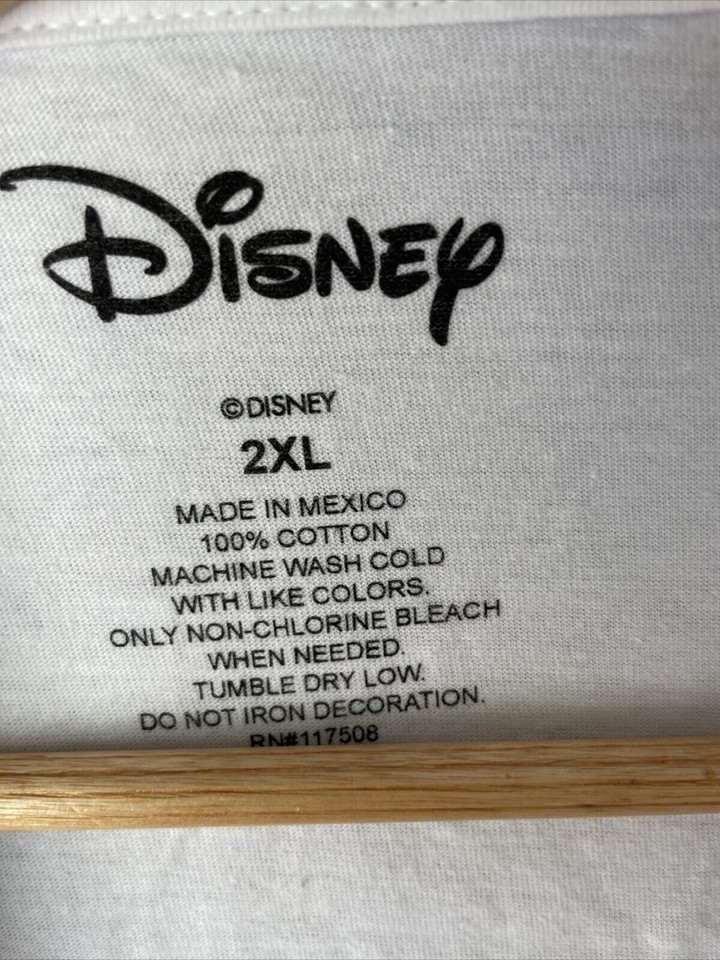 Disney
©DISNEY
2XL
MADE IN MEXICO
100% COTTON
MACHINE WASH COLD
WITH LIKE COLORS.
ONLY NON-CHLORINE BLEACH
WHEN NEEDED.
TUMBLE DRY LOW.
DO NOT IRON DECORATION.
RN#117508